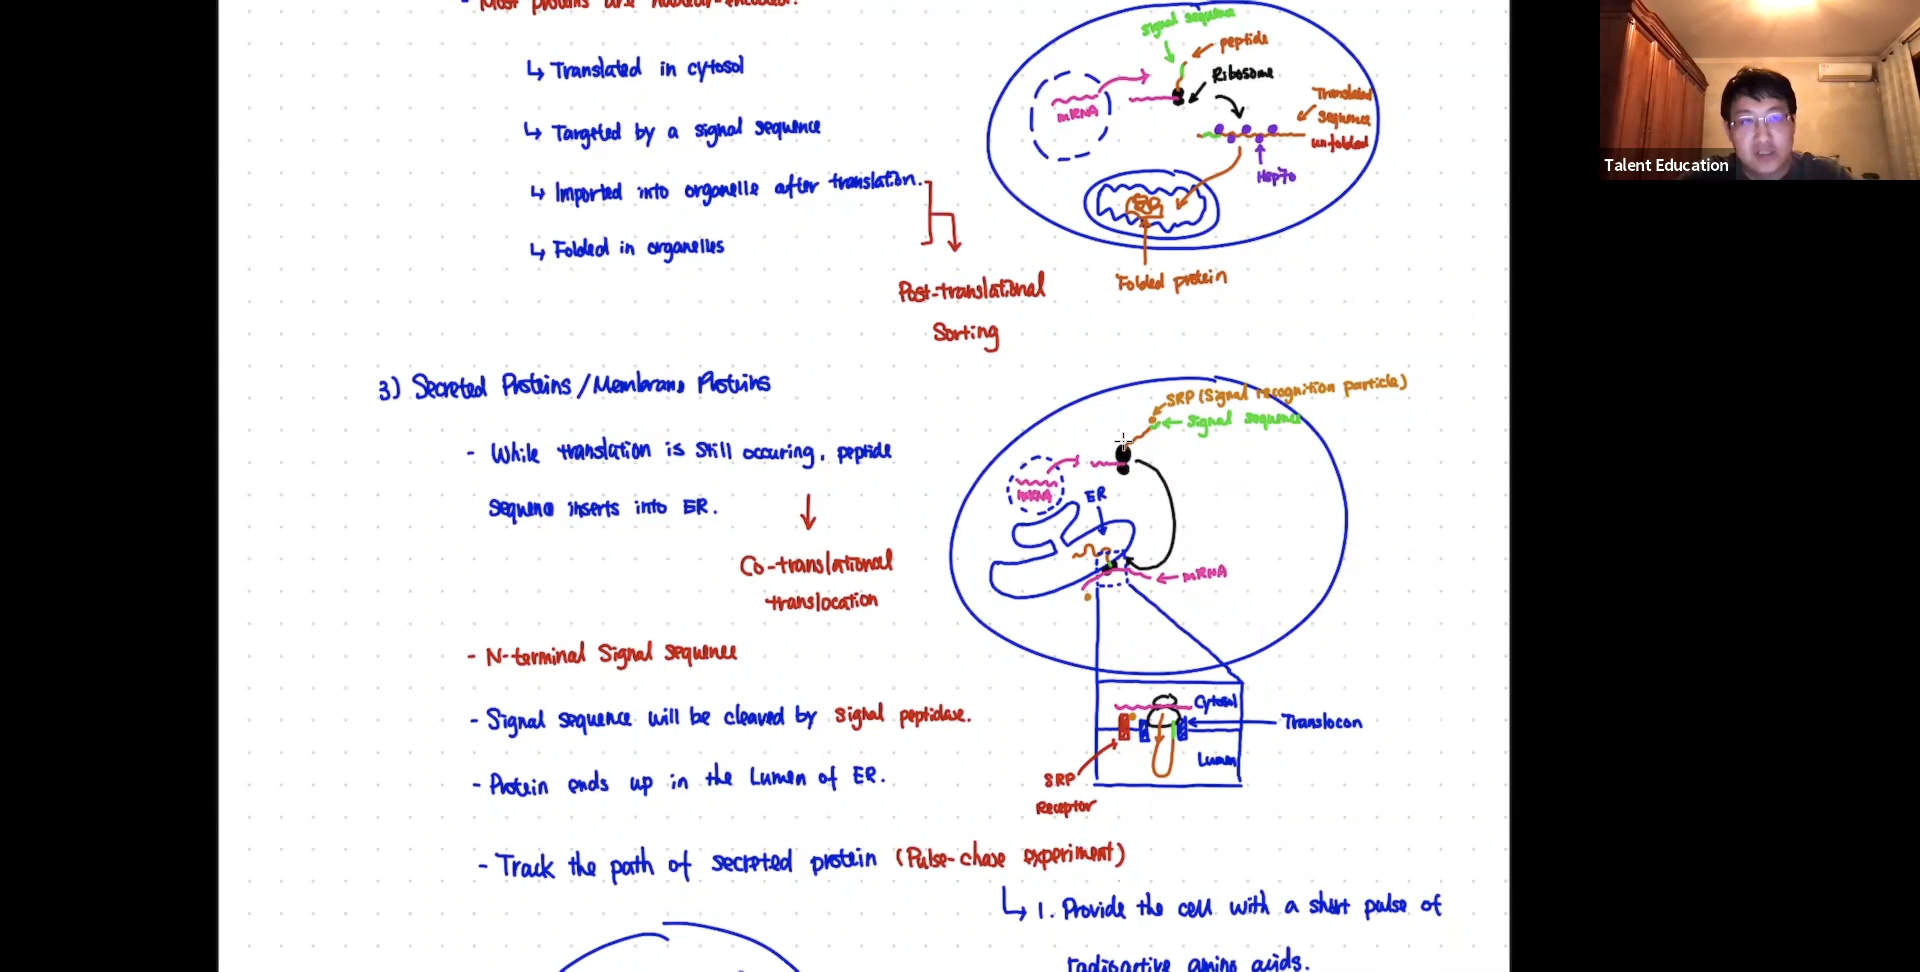 - Most proteins are nuclear-encoded.
↳ Translated in cytosol
↳ Targeted by a signal sequence
↳ Imported into organelle after translation.
↳ Folded in organelles
Post-translational
Sorting
Signal sequence
peptide
Ribosome
mRNA
Translated
sequence
unfolded
Hsp70
Folded protein
3) Secreted Proteins/Membrane Proteins
- While translation is still occuring, peptide
sequence inserts into ER.
Co-translational
translocation
- N-terminal Signal Sequence
- Signal sequence will be cleaved by signal peptidase.
- Protein ends up in the Lumen of ER.
- Track the path of secreted protein (Pulse-chase experiment)
↳ 1. Provide the cell with a short pulse of
radioactive amino acids.
SRP (Signal recognition particle)
Signal sequence
mRNA
ER
mRNA
Cytosol
Translocon
Lumen
SRP
Receptor
Talent Education